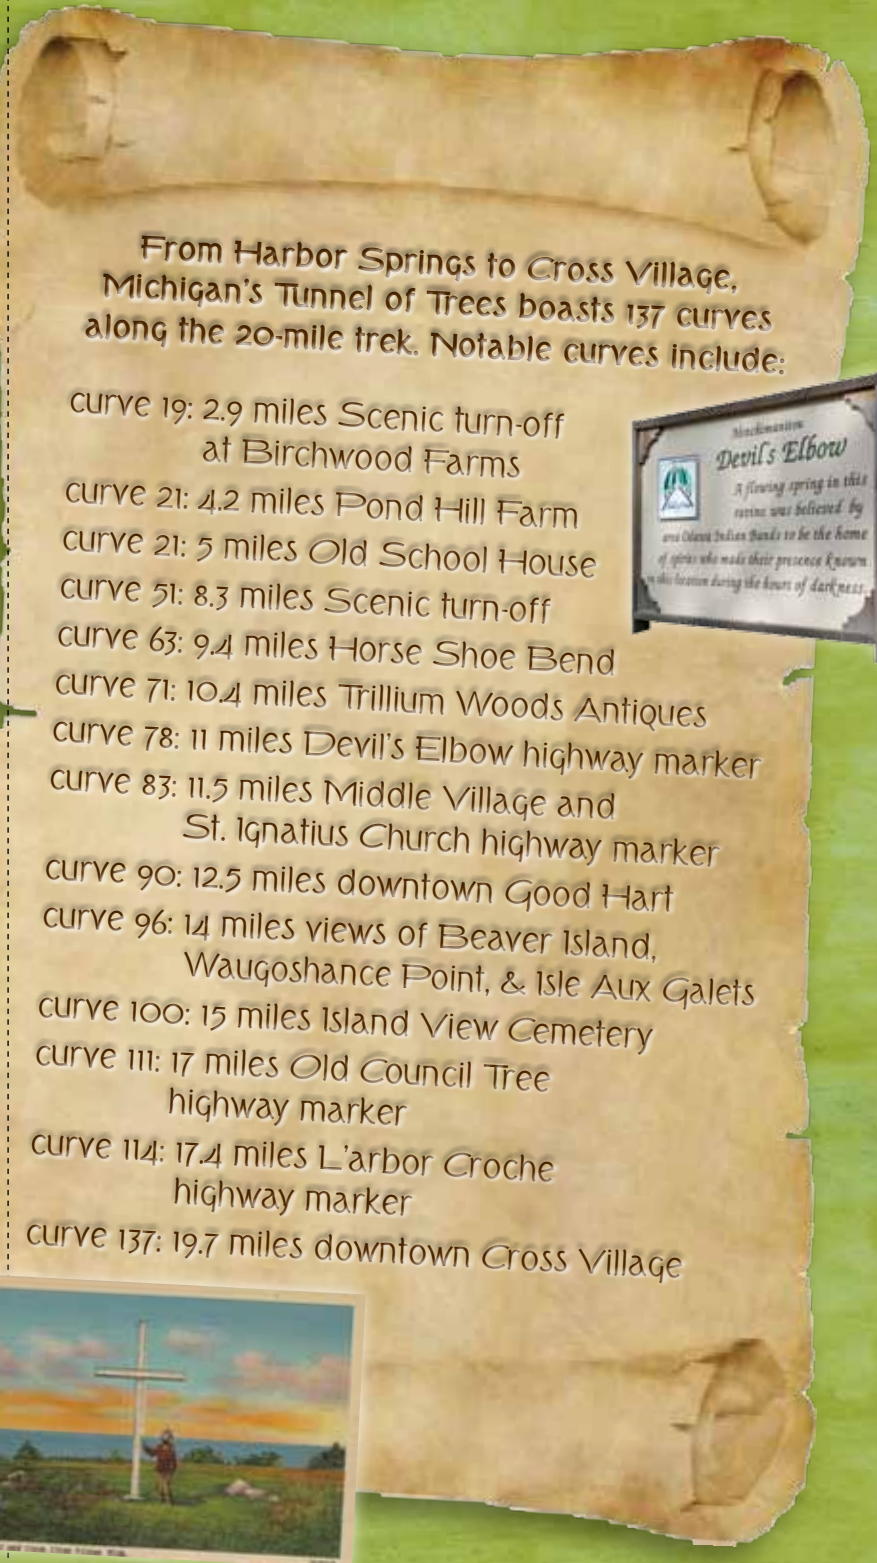 From Harbor Springs to Cross Village,
Michigan's Tunnel of Trees boasts 137 curves
along the 20-mile trek. Notable curves include:
curve 19: 2.9 miles Scenic turn-off
at Birchwood Farms
curve 21: 4.2 miles Pond Hill Farm
curve 21: 5 miles Old School House
curve 51: 8.3 miles Scenic turn-off
curve 63: 9.4 miles Horse Shoe Bend
curve 71: 10.4 miles Trillium Woods Antiques
curve 78: 11 miles Devil's Elbow highway marker
curve 83: 11.5 miles Middle Village and
St. Ignatius Church highway marker
curve 90: 12.5 miles downtown Good Hart
curve 96: 14 miles views of Beaver Island,
Waugoshance Point, & Isle Aux Galets
curve 100: 15 miles Island View Cemetery
curve 111: 17 miles Old Council Tree
highway marker
curve 114: 17.4 miles L'arbor Croche
highway marker
curve 137: 19.7 miles downtown Cross Village
Devil's Elbow
A flowing spring in this
ravine was believed by
area Odawa Indian Bands to be the home
of spirits who made their presence known
in this location during the hours of darkness.